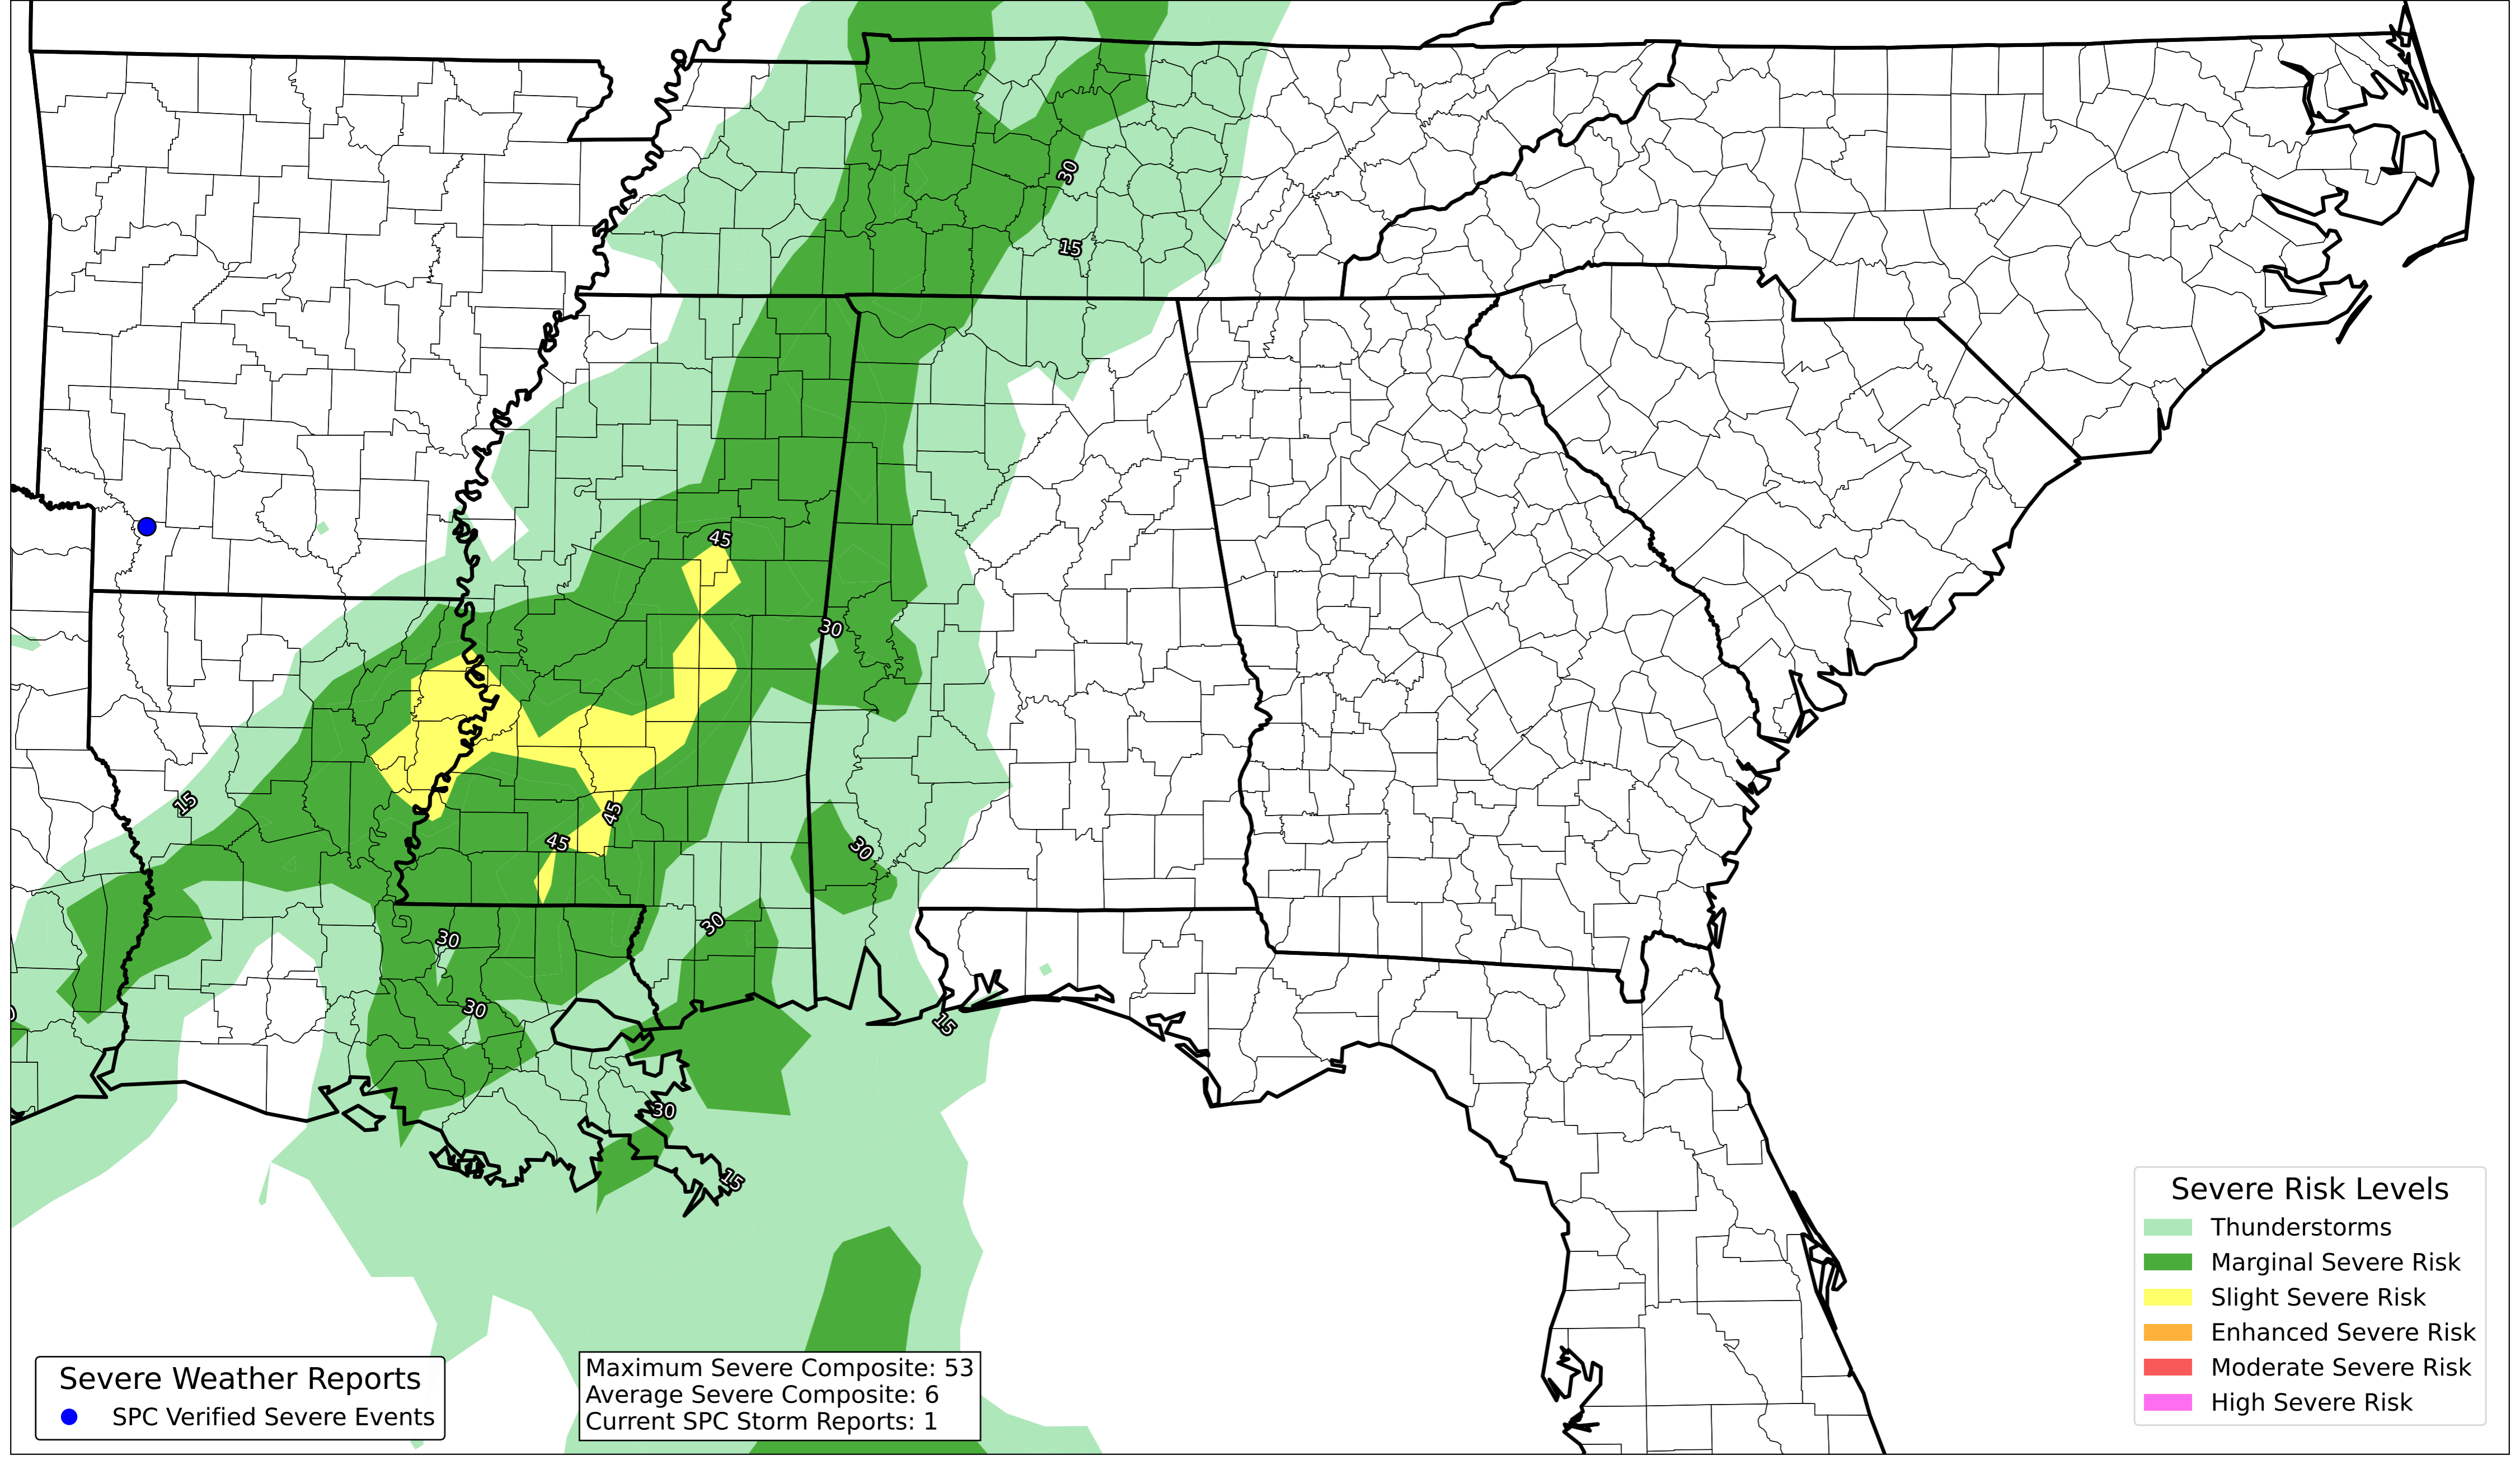 30
15
45
30
15
45
45
30
30
30
30
15
30
15
Severe Risk Levels
Thunderstorms
Marginal Severe Risk
Slight Severe Risk
Enhanced Severe Risk
Moderate Severe Risk
High Severe Risk
Severe Weather Reports
SPC Verified Severe Events
Maximum Severe Composite: 53
Average Severe Composite: 6
Current SPC Storm Reports: 1